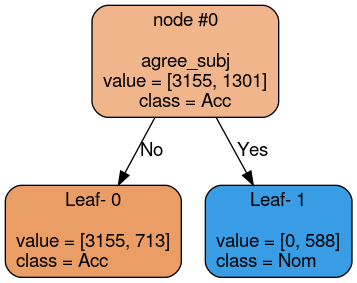 node #0
agree_subj
value = [3155, 1301]
class = Acc
No
Yes
Leaf- 0
value = [3155, 713]
class = Acc
Leaf- 1
value = [0, 588]
class = Nom